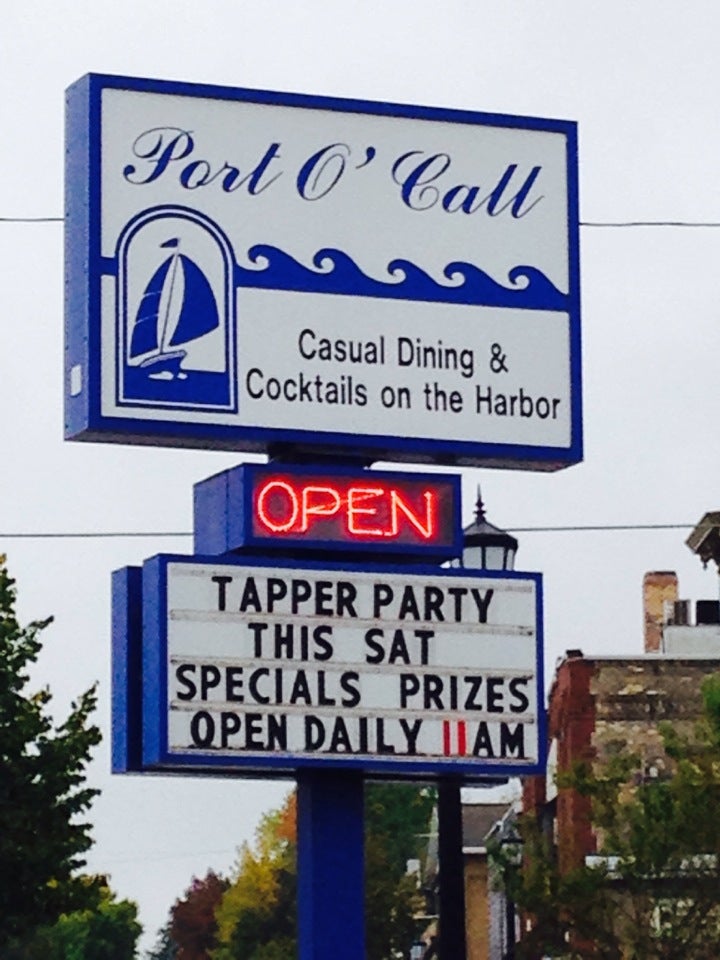 Port O' Call
Casual Dining &
Cocktails on the Harbor
OPEN
TAPPER PARTY
THIS SAT
SPECIALS PRIZES
OPEN DAILY 11AM